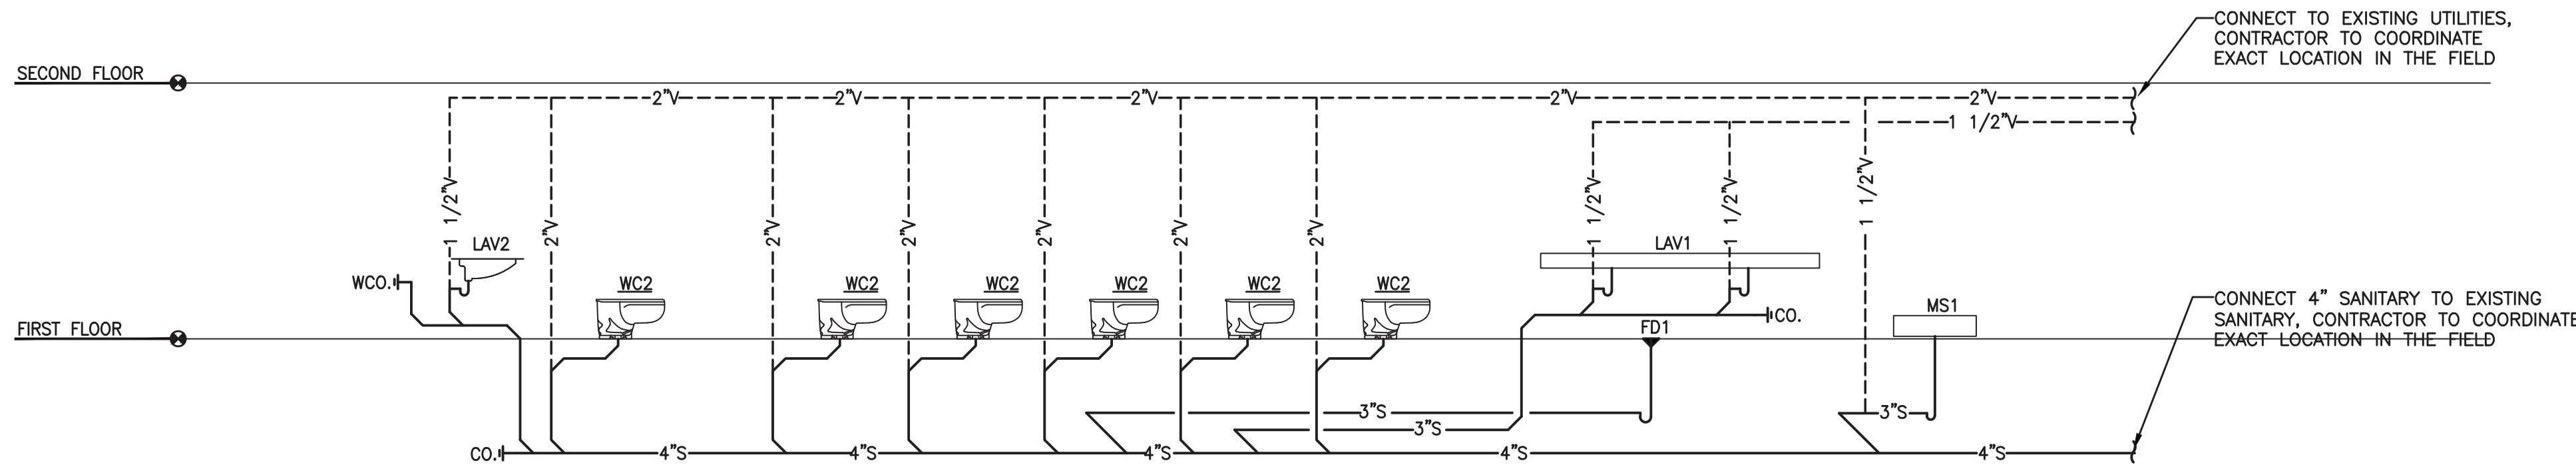 CONNECT TO EXISTING UTILITIES,
CONTRACTOR TO COORDINATE
EXACT LOCATION IN THE FIELD
SECOND FLOOR
2"V
2"V
2"V
2"V
2"V
1 1/2"V
1 1/2"V
1 1/2"V
1 1/2"V
1 1/2"V
2"V
2"V
2"V
2"V
2"V
2"V
LAV2
LAV1
WCO.
WC2
WC2
WC2
WC2
WC2
WC2
MS1
CONNECT 4" SANITARY TO EXISTING
SANITARY, CONTRACTOR TO COORDINATE
EXACT LOCATION IN THE FIELD
CO.
FIRST FLOOR
FD1
3"S
3"S
3"S
CO.
4"S
4"S
4"S
4"S
4"S